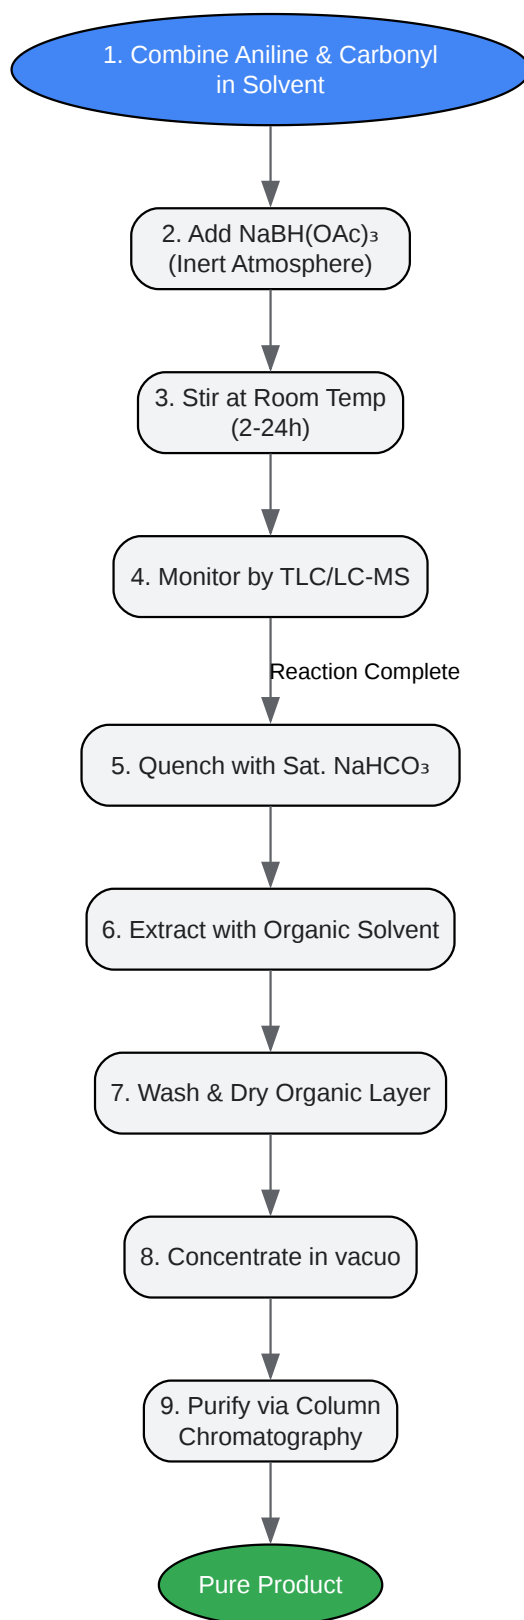 1. Combine Aniline & Carbonyl
in Solvent
2. Add NaBH(OAc)₃
(Inert Atmosphere)
3. Stir at Room Temp
(2-24h)
4. Monitor by TLC/LC-MS
Reaction Complete
5. Quench with Sat. NaHCO₃
6. Extract with Organic Solvent
7. Wash & Dry Organic Layer
8. Concentrate in vacuo
9. Purify via Column
Chromatography
Pure Product